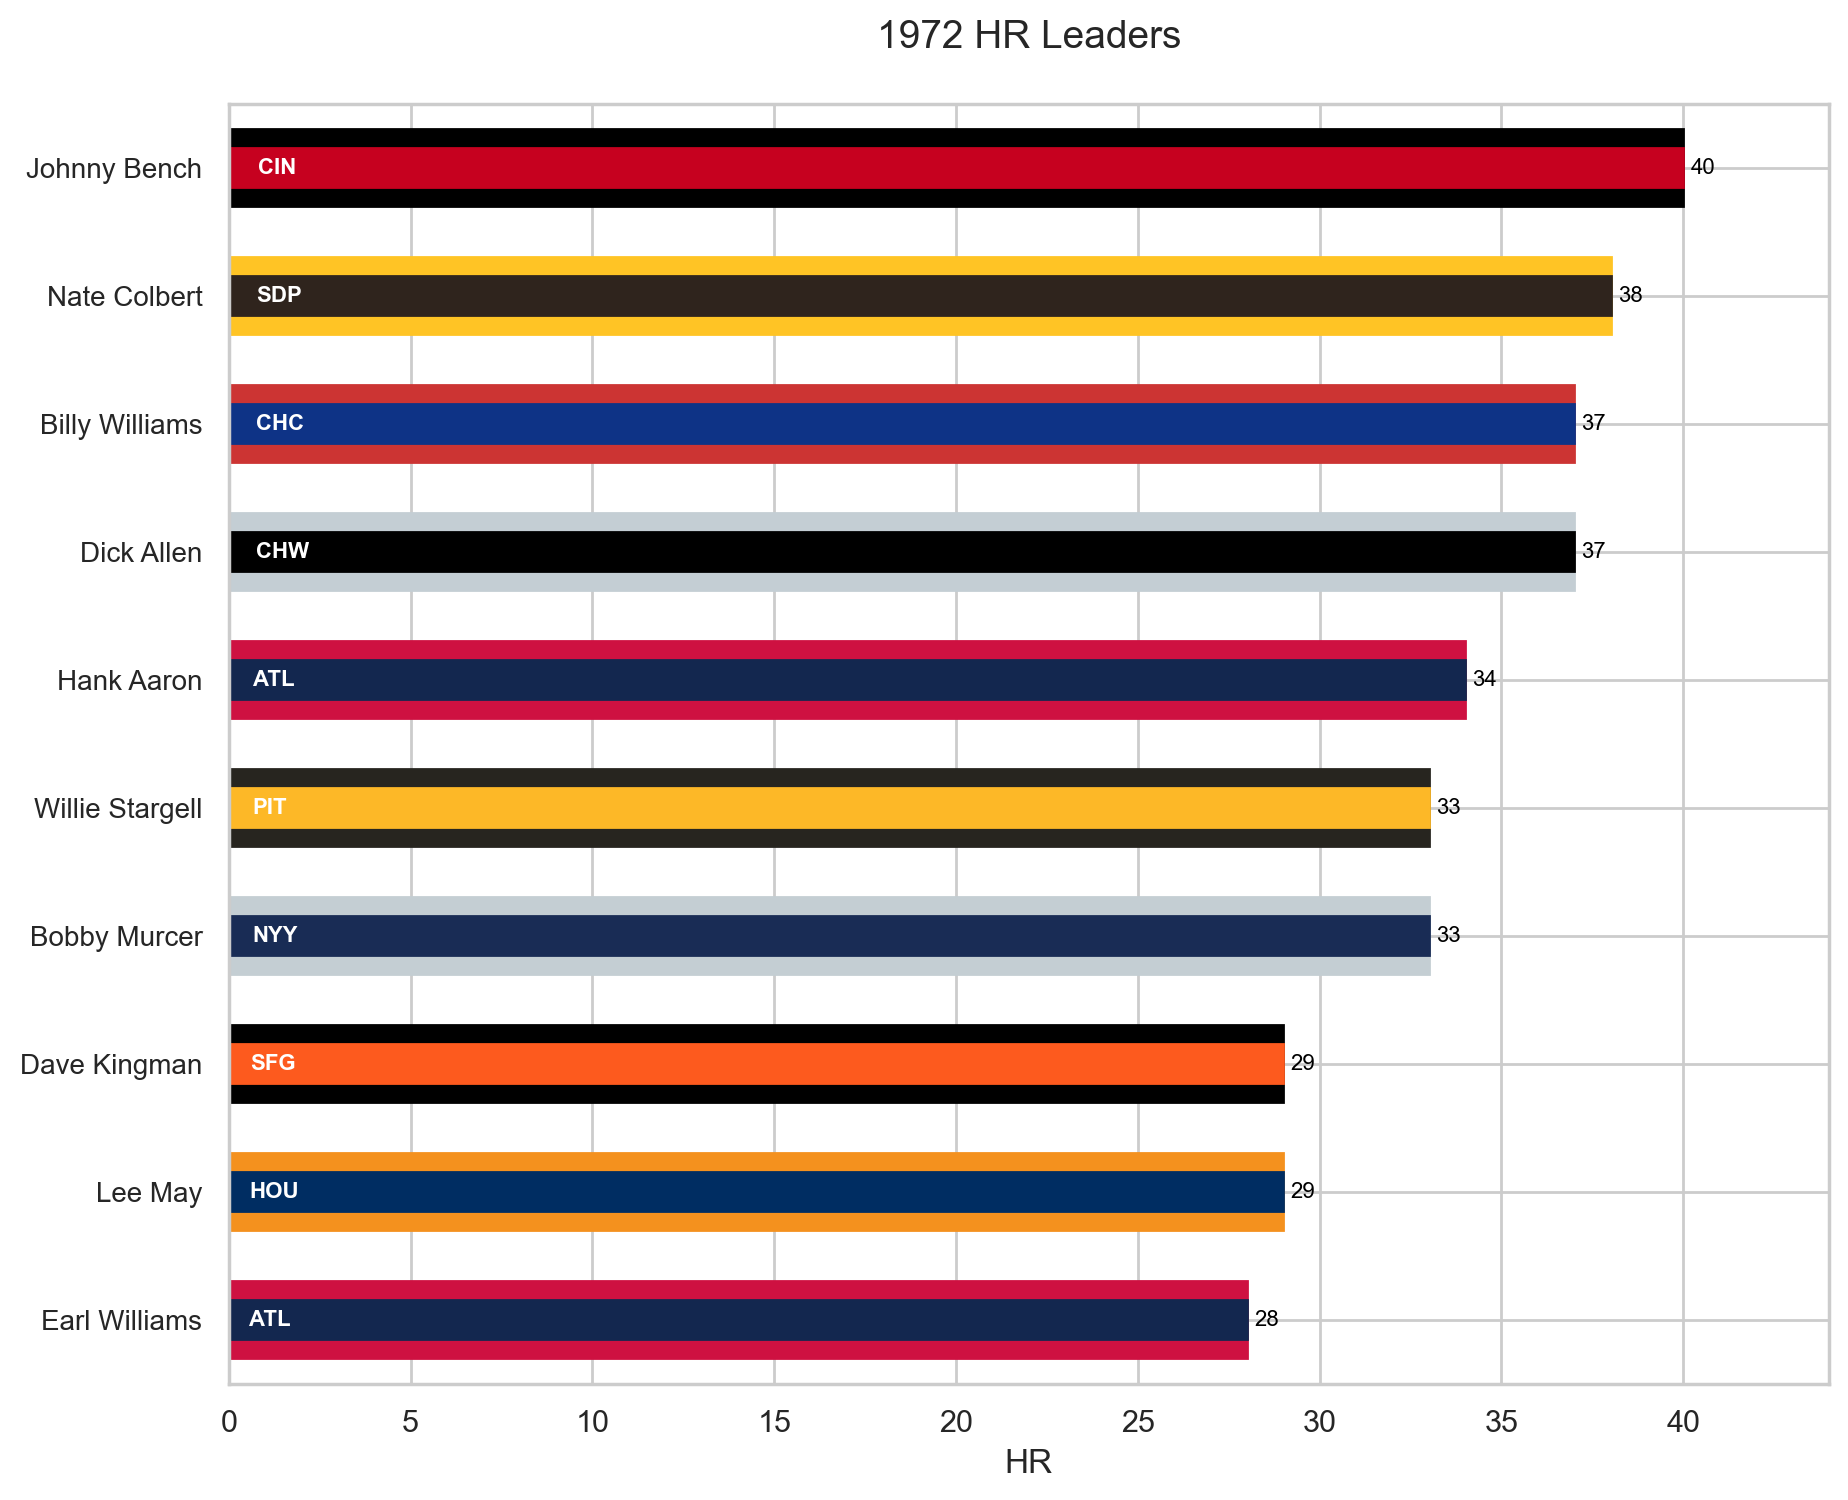 1972 HR Leaders
Johnny Bench CIN 40
Nate Colbert SDP 38
Billy Williams CHC 37
Dick Allen CHW 37
Hank Aaron ATL 34
Willie Stargell PIT 33
Bobby Murcer NYY 33
Dave Kingman SFG 29
Lee May HOU 29
Earl Williams ATL 28
0 5 10 15 20 25 30 35 40
HR